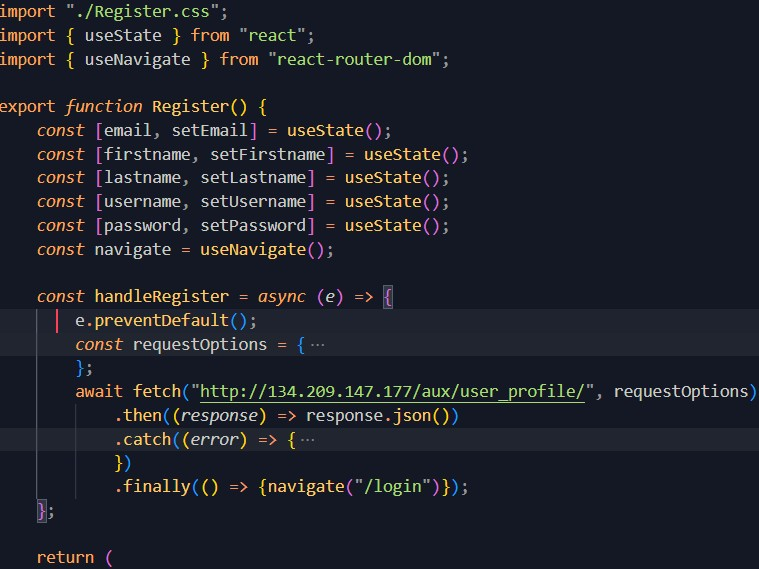 import "./Register.css";
import { useState } from "react";
import { useNavigate } from "react-router-dom";
export function Register() {
const [email, setEmail] = useState();
const [firstname, setFirstname] = useState();
const [lastname, setLastname] = useState();
const [username, setUsername] = useState();
const [password, setPassword] = useState();
const navigate = useNavigate();
const handleRegister = async (e) => {
e.preventDefault();
const requestOptions = { ···
};
await fetch("http://134.209.147.177/aux/user_profile/", requestOptions)
.then((response) => response.json())
.catch((error) => { ···
})
.finally(() => {navigate("/login")});
};
return (